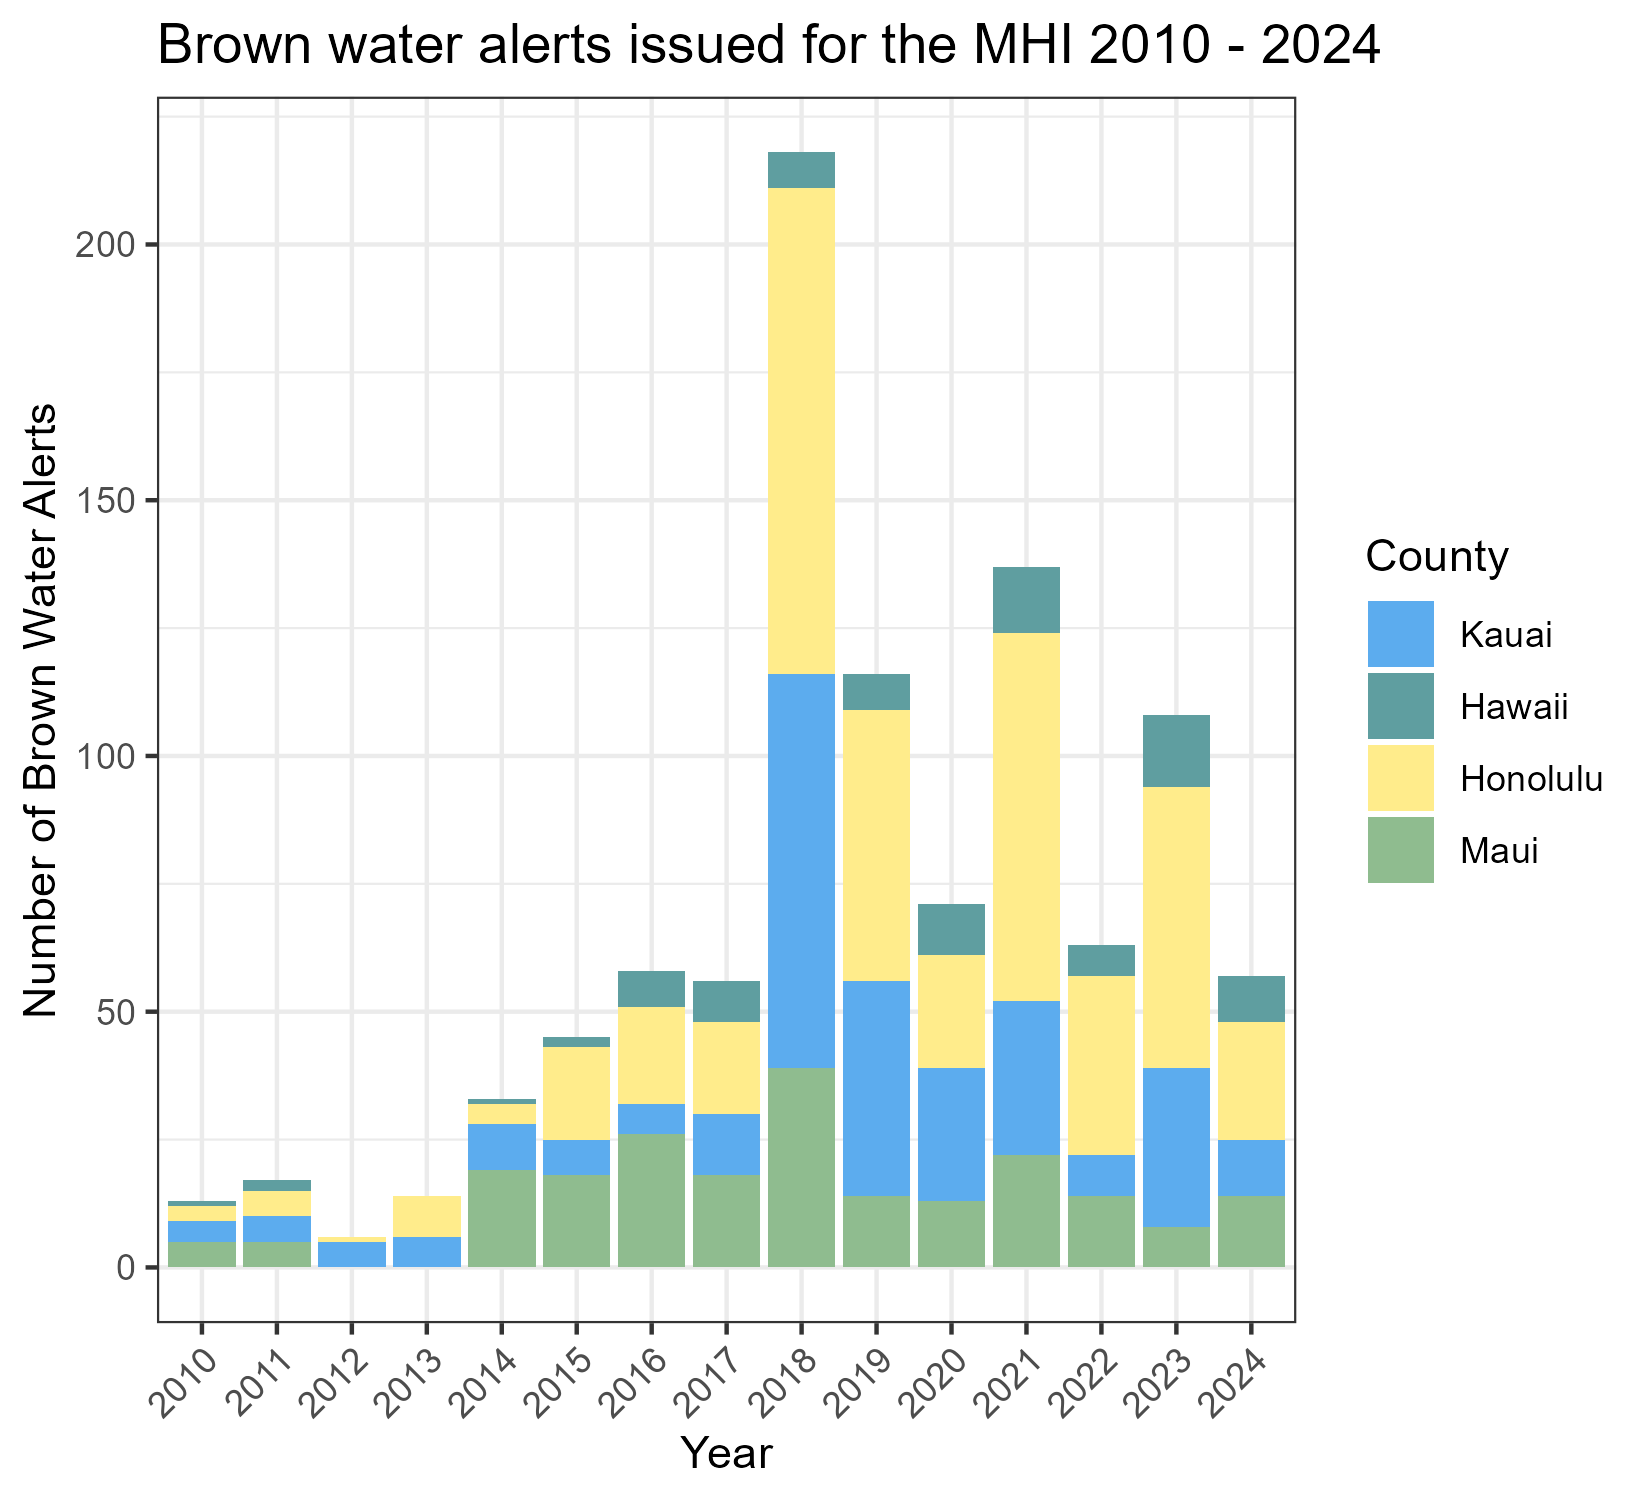 Brown water alerts issued for the MHI 2010 - 2024
Number of Brown Water Alerts
200
150
100
50
0
2010
2011
2012
2013
2014
2015
2016
2017
2018
2019
2020
2021
2022
2023
2024
Year
County
Kauai
Hawaii
Honolulu
Maui